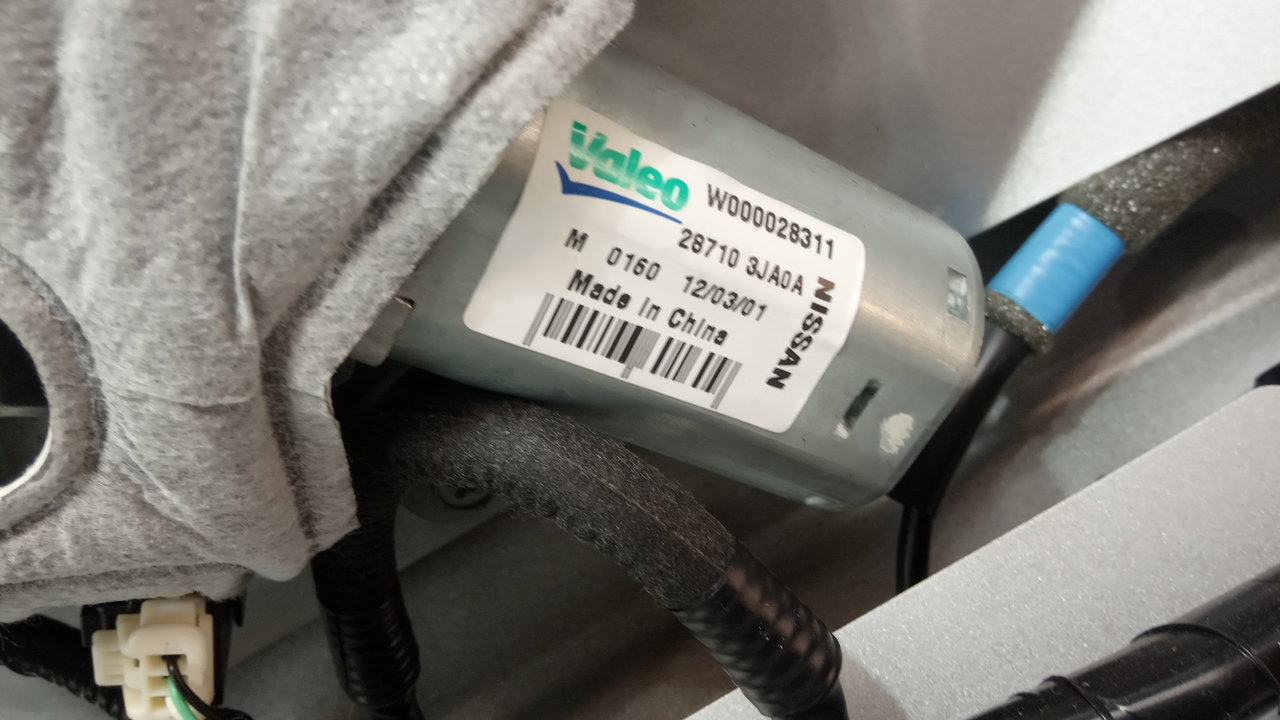 Valeo
W000028311
28710 3JA0A
M 0160 12/03/01
Made in China
NISSAN